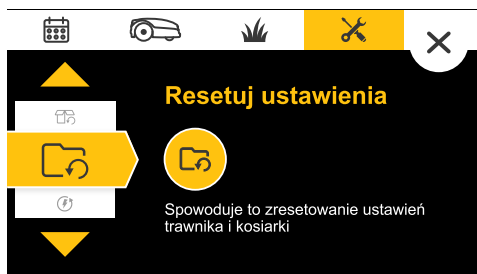 Resetuj ustawienia
Spowoduje to zresetowanie ustawień
trawnika i kosiarki